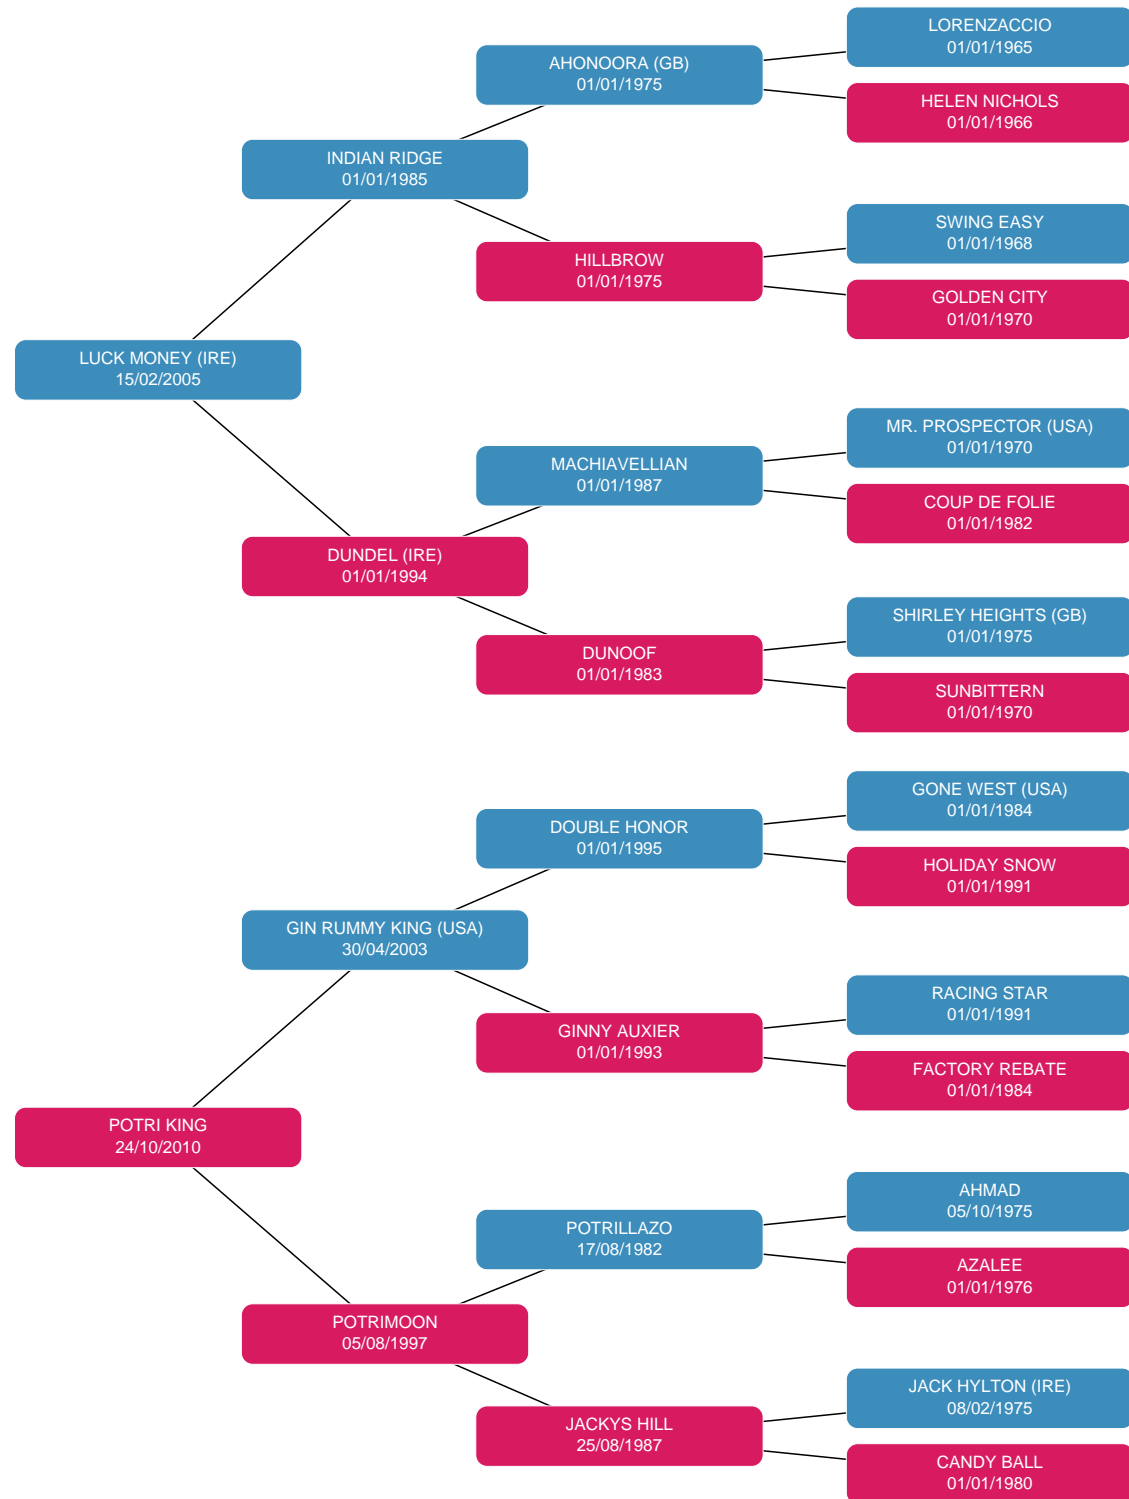 LORENZACCIO
01/01/1965
AHONOORA (GB)
01/01/1975
HELEN NICHOLS
01/01/1966
INDIAN RIDGE
01/01/1985
SWING EASY
01/01/1968
HILLBROW
01/01/1975
GOLDEN CITY
01/01/1970
LUCK MONEY (IRE)
15/02/2005
MR. PROSPECTOR (USA)
01/01/1970
MACHIAVELLIAN
01/01/1987
COUP DE FOLIE
01/01/1982
DUNDEL (IRE)
01/01/1994
SHIRLEY HEIGHTS (GB)
01/01/1975
DUNOOF
01/01/1983
SUNBITTERN
01/01/1970
GONE WEST (USA)
01/01/1984
DOUBLE HONOR
01/01/1995
HOLIDAY SNOW
01/01/1991
GIN RUMMY KING (USA)
30/04/2003
RACING STAR
01/01/1991
GINNY AUXIER
01/01/1993
FACTORY REBATE
01/01/1984
POTRI KING
24/10/2010
AHMAD
05/10/1975
POTRILLAZO
17/08/1982
AZALEE
01/01/1976
POTRIMOON
05/08/1997
JACK HYLTON (IRE)
08/02/1975
JACKYS HILL
25/08/1987
CANDY BALL
01/01/1980